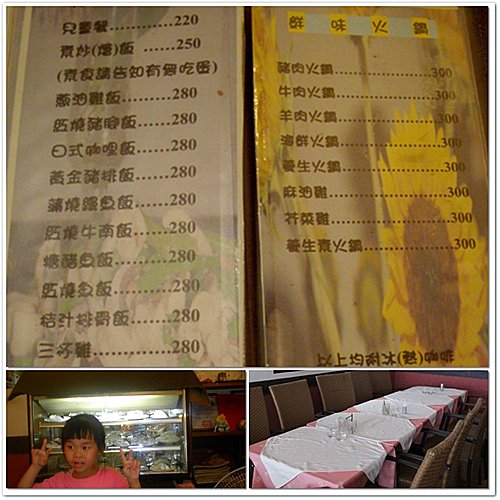 兒童餐............220
素炒(燴)飯 ......250
(素食請告知有無吃蛋)
蔥油雞飯.........280
紅燒豬腳飯......280
日式咖哩飯......280
黃金豬排飯......280
蒲燒鰻魚飯......280
紅燒牛南飯......280
糖醋魚飯.........280
紅燒魚飯.........280
桔汁排骨飯......280
三杯雞............280
鮮 味 火 鍋
豬肉火鍋............300
牛肉火鍋............300
羊肉火鍋............300
海鮮火鍋............300
養生火鍋............300
麻油雞...............300
芥菜雞...............300
養生素火鍋.........300
以上均附冰(熱)咖啡